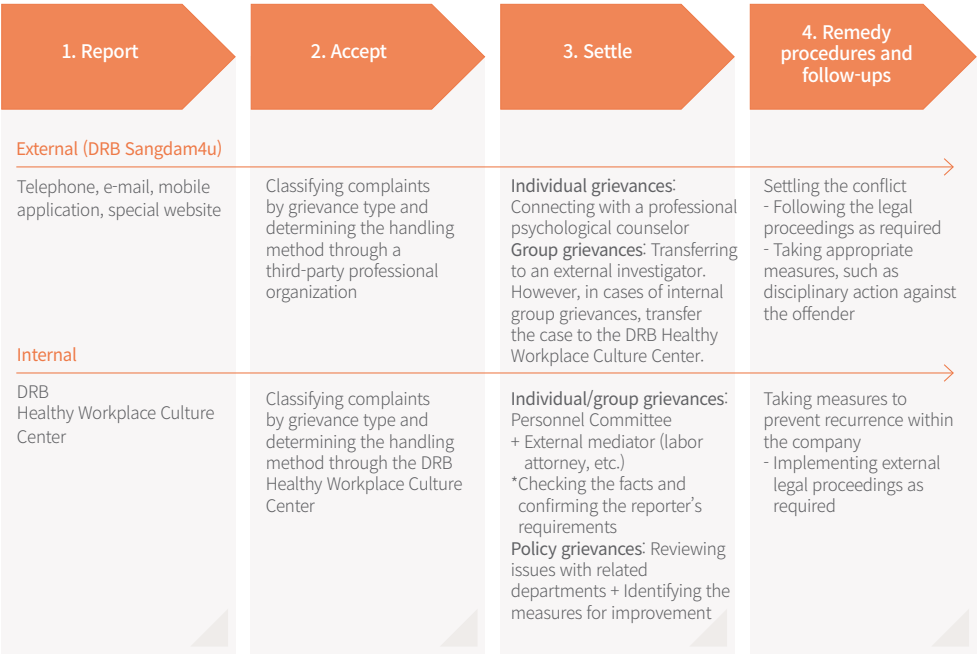 1. Report
2. Accept
3. Settle
4. Remedy
procedures and
follow-ups
External (DRB Sangdam4u)
Telephone, e-mail, mobile
application, special website
Classifying complaints
by grievance type and
determining the handling
method through a
third-party professional
organization
Individual grievances:
Connecting with a professional
psychological counselor
Group grievances: Transferring
to an external investigator.
However, in cases of internal
group grievances, transfer
the case to the DRB Healthy
Workplace Culture Center.
Settling the conflict
- Following the legal
proceedings as required
- Taking appropriate
measures, such as
disciplinary action against
the offender
Internal
DRB
Healthy Workplace Culture
Center
Classifying complaints
by grievance type and
determining the handling
method through the DRB
Healthy Workplace Culture
Center
Individual/group grievances:
Personnel Committee
+ External mediator (labor
attorney, etc.)
*Checking the facts and
confirming the reporter's
requirements
Policy grievances: Reviewing
issues with related
departments + Identifying the
measures for improvement
Taking measures to
prevent recurrence within
the company
- Implementing external
legal proceedings as
required